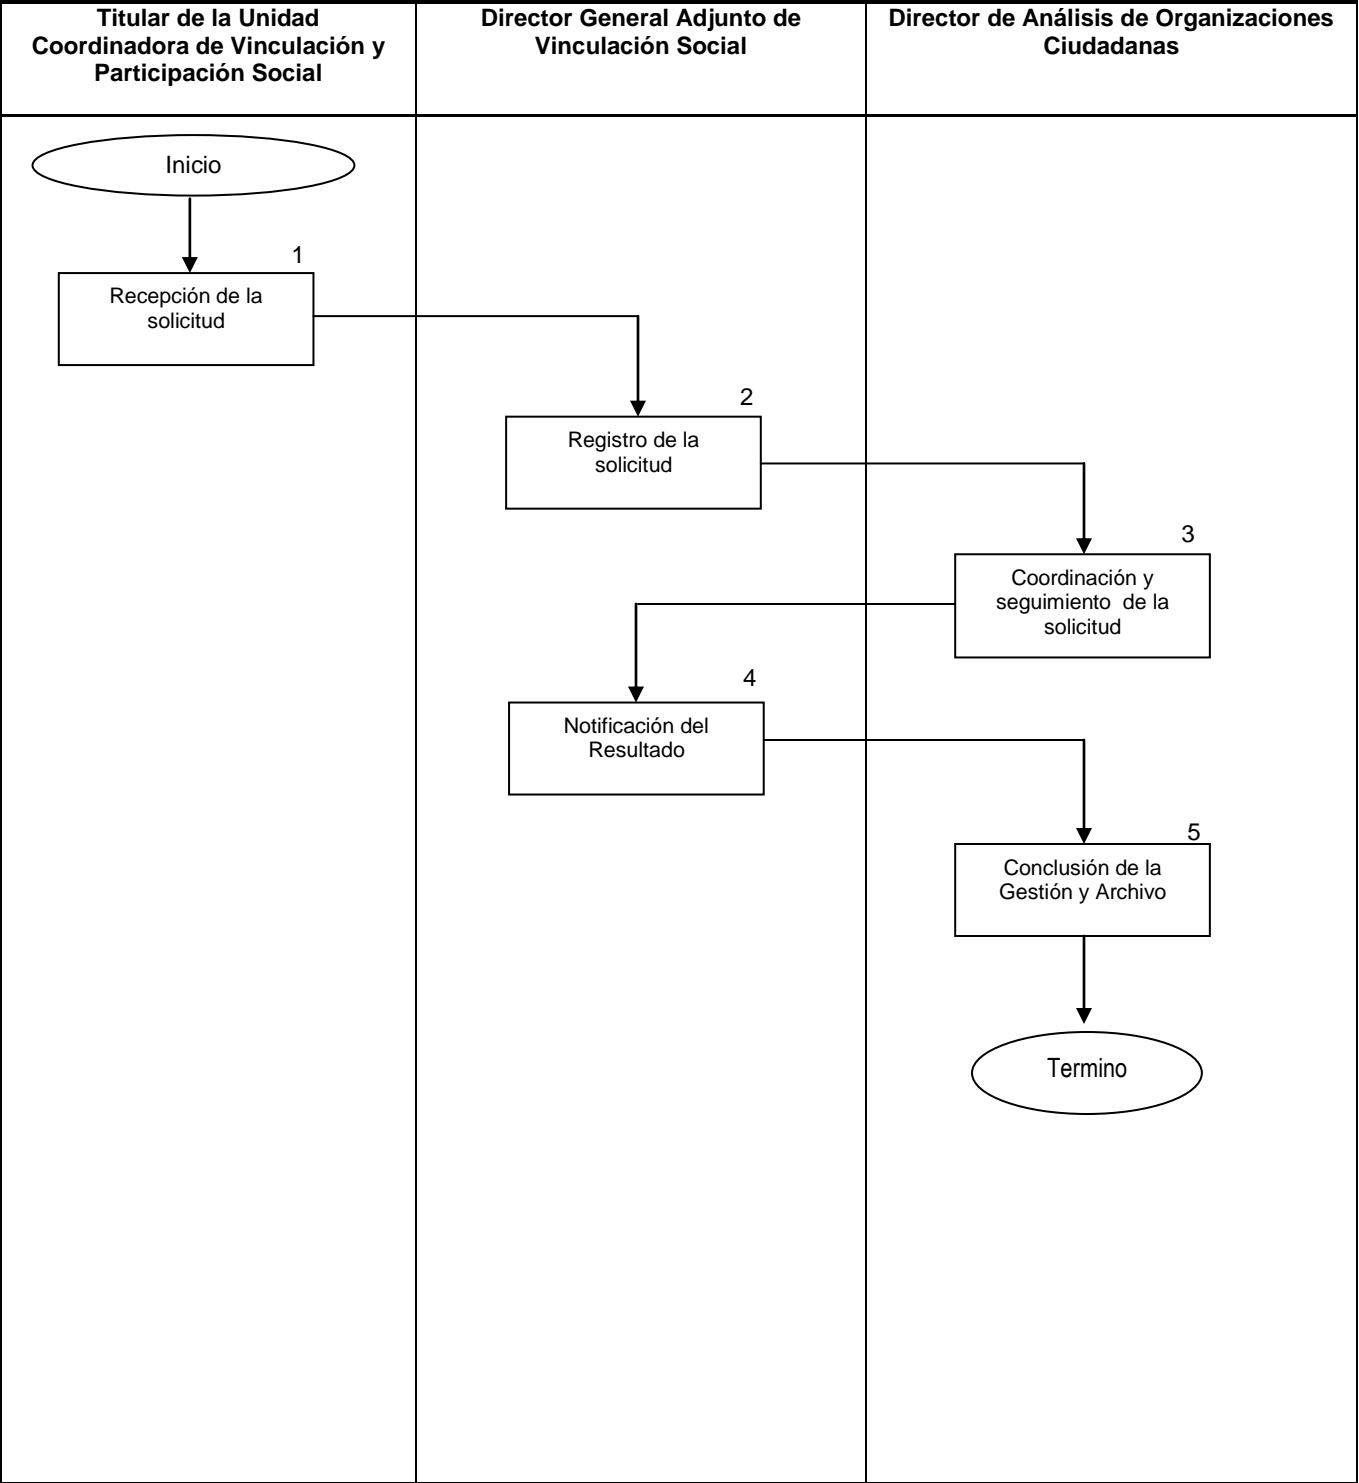 Titular de la Unidad
Coordinadora de Vinculación y
Participación Social
Director General Adjunto de
Vinculación Social
Director de Análisis de Organizaciones
Ciudadanas
Inicio
1
Recepción de la
solicitud
2
Registro de la
solicitud
3
Coordinación y
seguimiento  de la
solicitud
4
Notificación del
Resultado
5
Conclusión de la
Gestión y Archivo
Termino